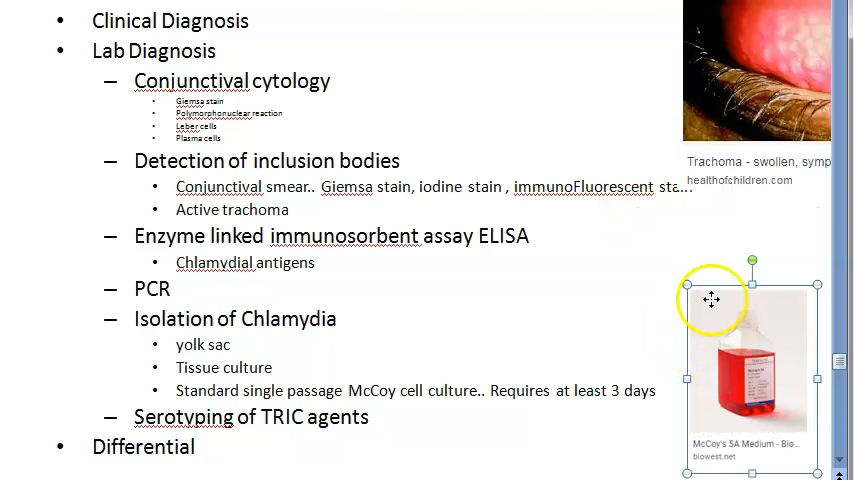 Clinical Diagnosis
Lab Diagnosis
Conjunctival cytology
Giemsa stain
Polymorphonuclear reaction
Leber cells
Plasma cells
Detection of inclusion bodies
Conjunctival smear.. Giemsa stain, iodine stain , immunoFluorescent
Active trachoma
Enzyme linked immunosorbent assay ELISA
Chlamydial antigens
PCR
Isolation of Chlamydia
yolk sac
Tissue culture
Standard single passage McCoy cell culture.. Requires at least 3 days
Serotyping of TRIC agents
Differential
Trachoma - swollen, symp
healthofchildren.com
McCoy's 5A Medium - Bio...
biowest.net